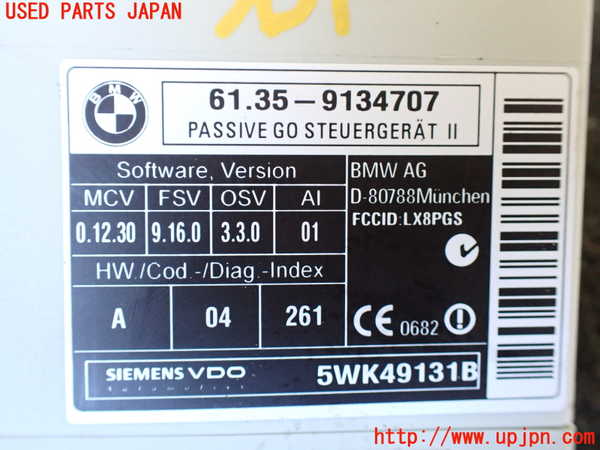 USED PARTS JAPAN
BMW
61.35-9134707
PASSIVE GO STEUERGERÄT II
Software, Version
MCV FSV OSV AI
0.12.30 9.16.0 3.3.0 01
HW./Cod.-/Diag.-Index
A 04 261
BMW AG
D-80788München
FCCID:LX8PGS
CE 0682
SIEMENS VDO
Automotive
5WK49131B
http://www.upjpn.com